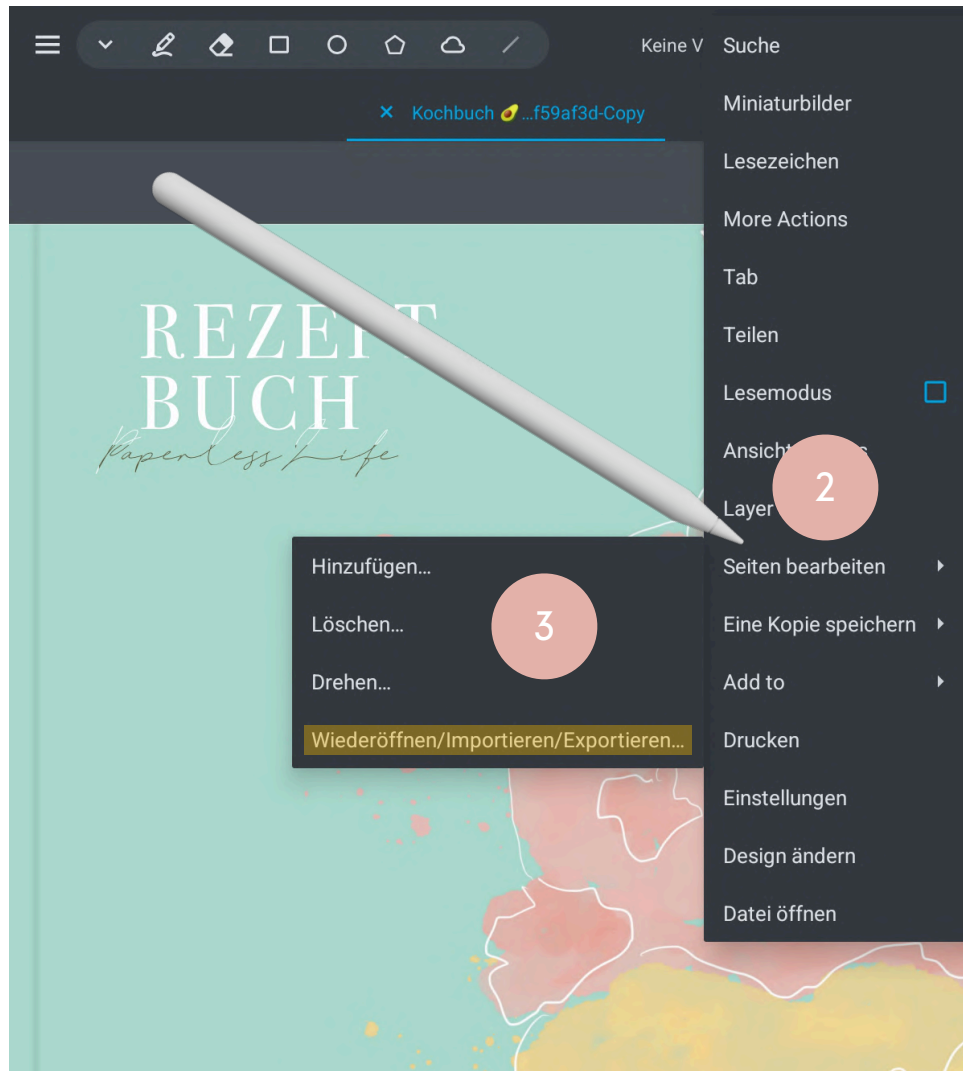 Keine V
Kochbuch 🥑 …f59af3d-Copy
REZEPT
BUCH
Paperless Life
Suche
Miniaturbilder
Lesezeichen
More Actions
Tab
Teilen
Lesemodus
2
Layer
Seiten bearbeiten
Eine Kopie speichern
Add to
Drucken
Einstellungen
Design ändern
Datei öffnen
Hinzufügen…
3
Löschen…
Drehen…
Wiederöffnen/Importieren/Exportieren…